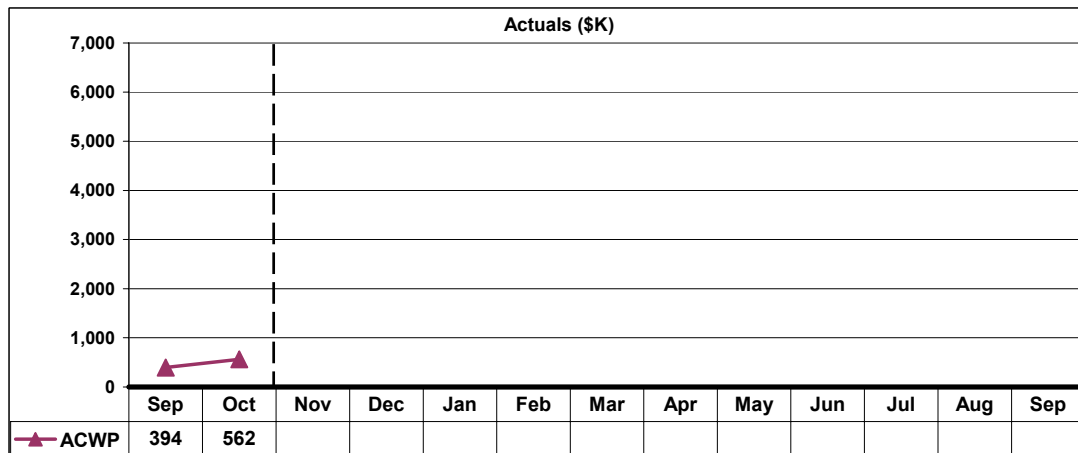 Actuals ($K)
7,000
6,000
5,000
4,000
3,000
2,000
1,000
0
Sep Oct Nov Dec Jan Feb Mar Apr May Jun Jul Aug Sep
ACWP 394 562